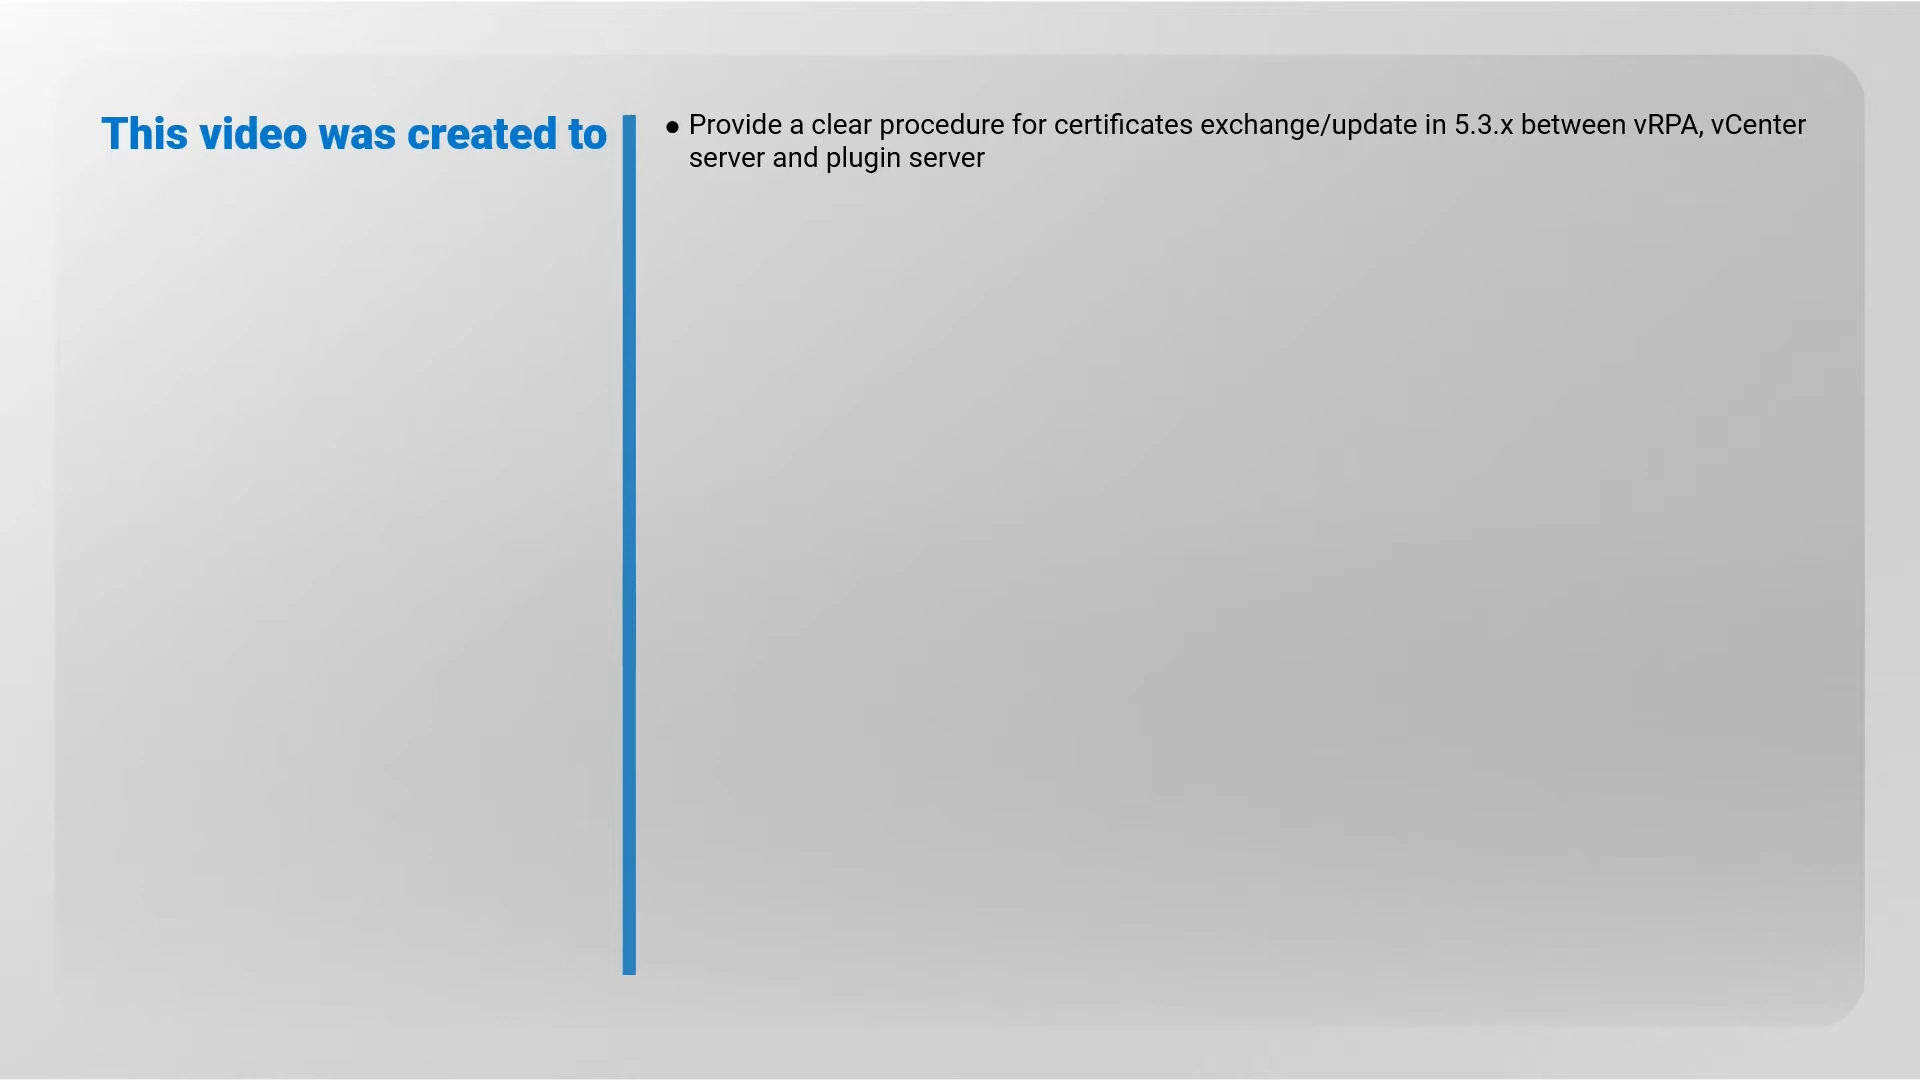 This video was created to
● Provide a clear procedure for certificates exchange/update in 5.3.x between vRPA, vCenter
server and plugin server